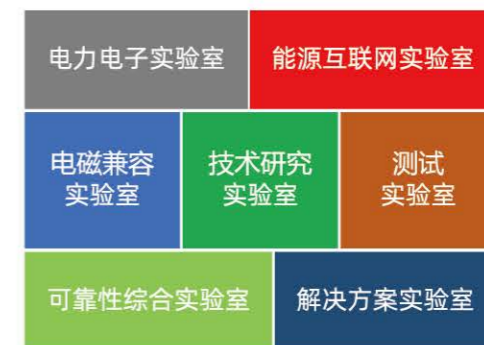 电力电子实验室
能源互联网实验室
电磁兼容
实验室
技术研究
实验室
测试
实验室
可靠性综合实验室
解决方案实验室